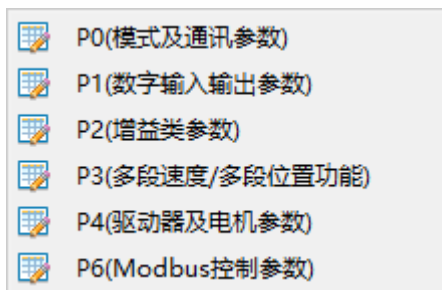 P0(模式及通讯参数)
P1(数字输入输出参数)
P2(增益类参数)
P3(多段速度/多段位置功能)
P4(驱动器及电机参数)
P6(Modbus控制参数)